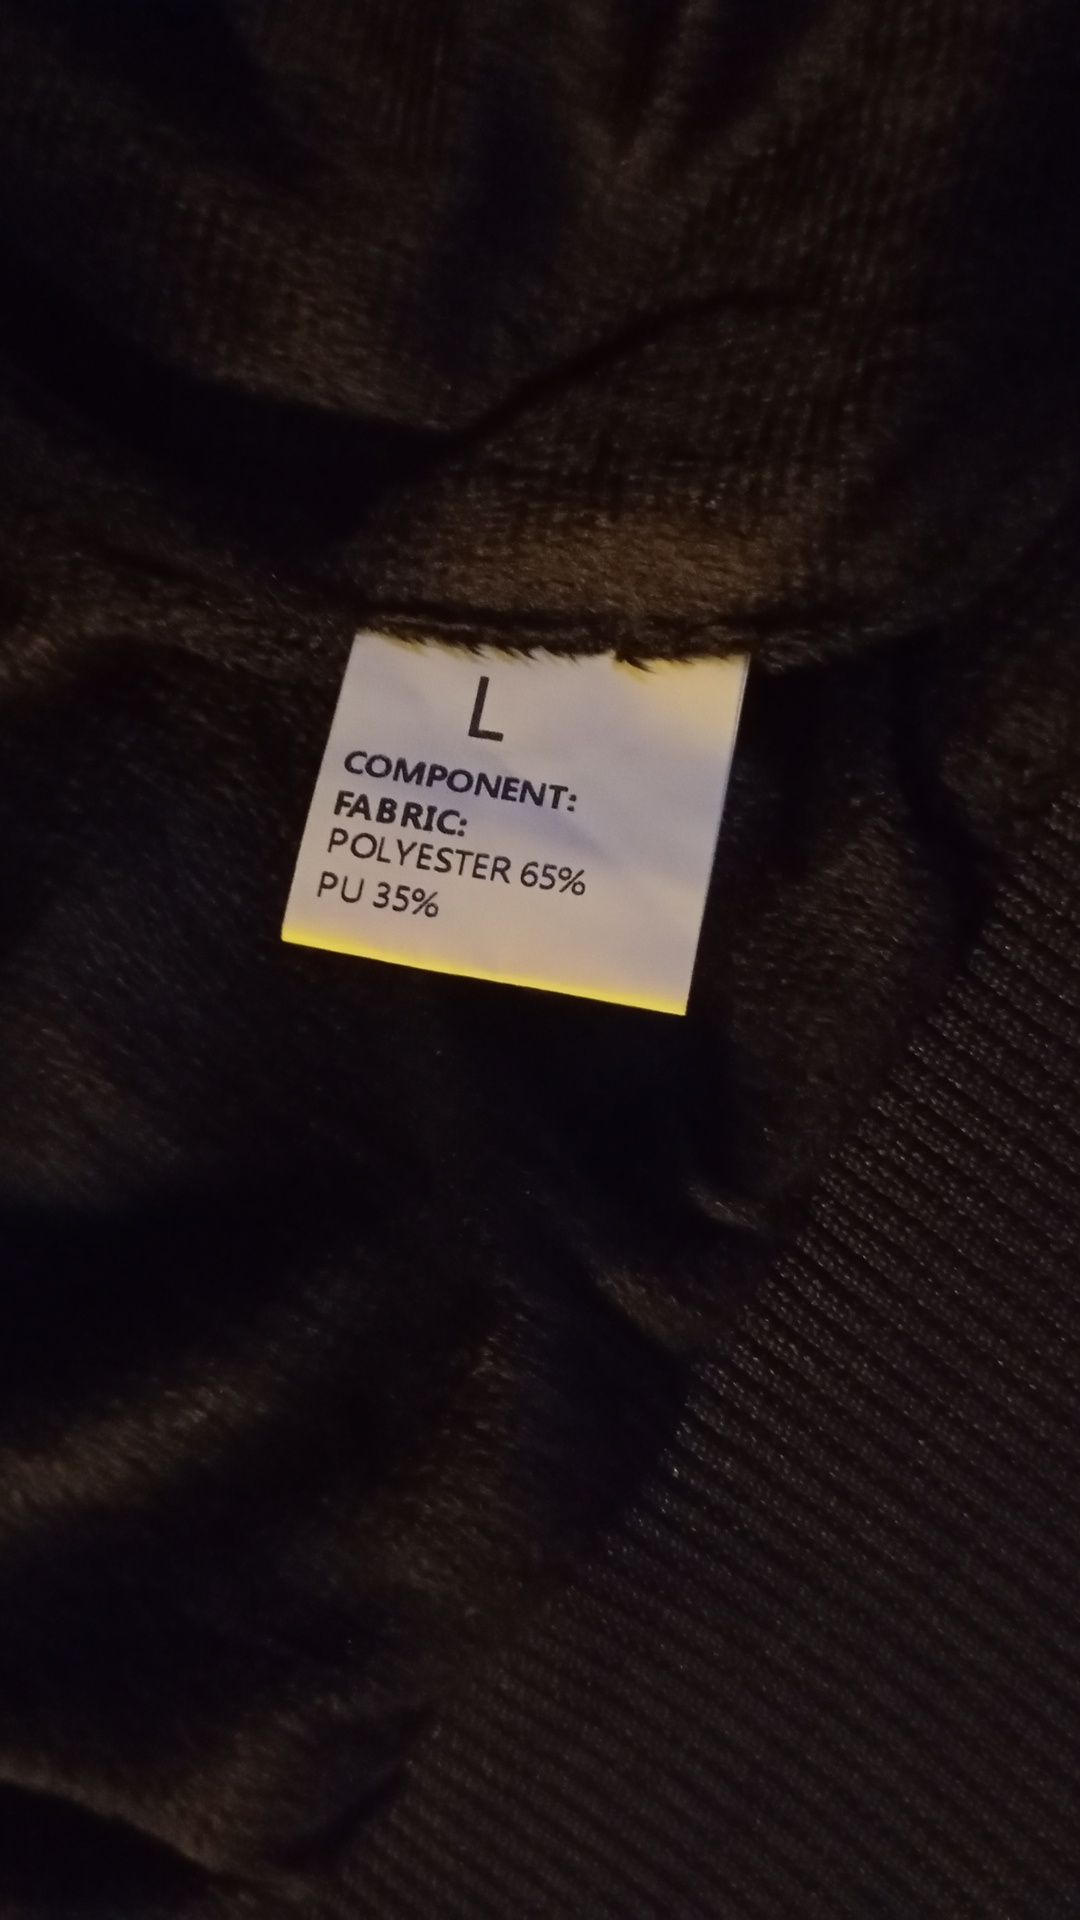 L
COMPONENT:
FABRIC:
POLYESTER 65%
PU 35%